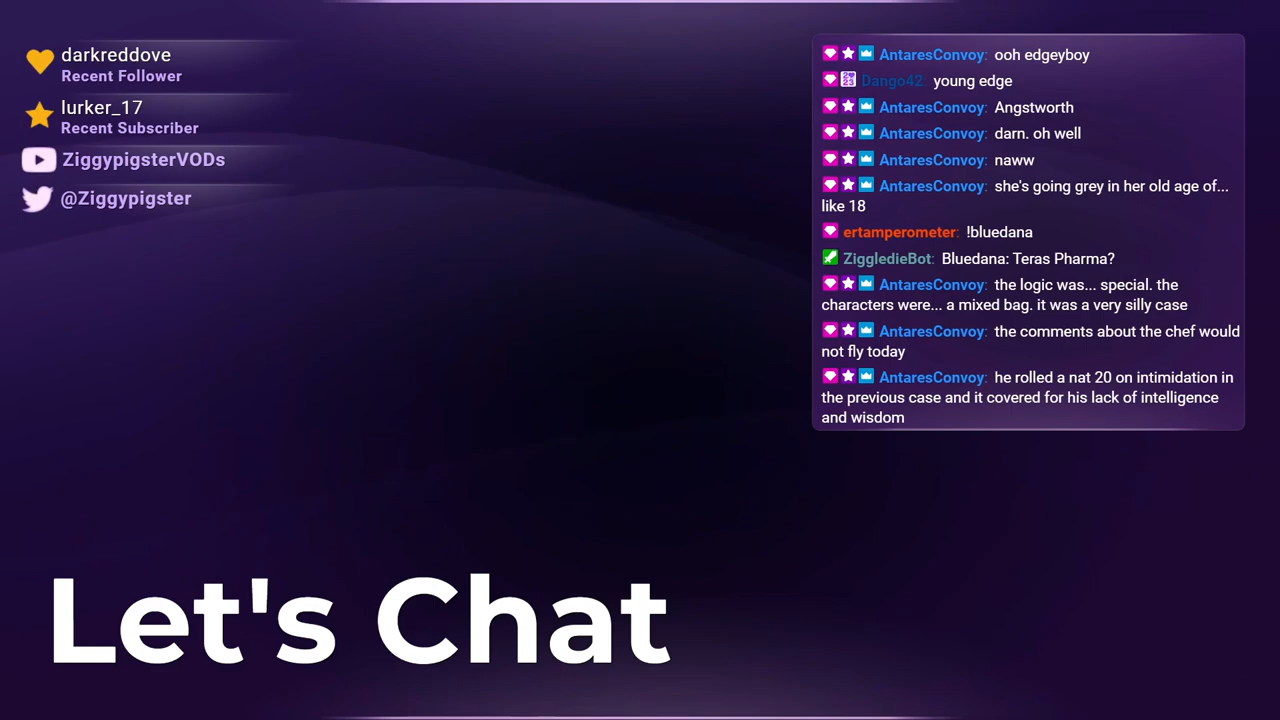 darkreddove
Recent Follower
lurker_17
Recent Subscriber
ZiggypigsterVODs
@Ziggypigster
AntaresConvoy: ooh edgeyboy
Dango42: young edge
AntaresConvoy: Angstworth
AntaresConvoy: darn. oh well
AntaresConvoy: naww
AntaresConvoy: she's going grey in her old age of...
like 18
ertamperometer: !bluedana
ZiggledieBot: Bluedana: Teras Pharma?
AntaresConvoy: the logic was... special. the
characters were... a mixed bag. it was a very silly case
AntaresConvoy: the comments about the chef would
not fly today
AntaresConvoy: he rolled a nat 20 on intimidation in
the previous case and it covered for his lack of intelligence
and wisdom
Let's Chat